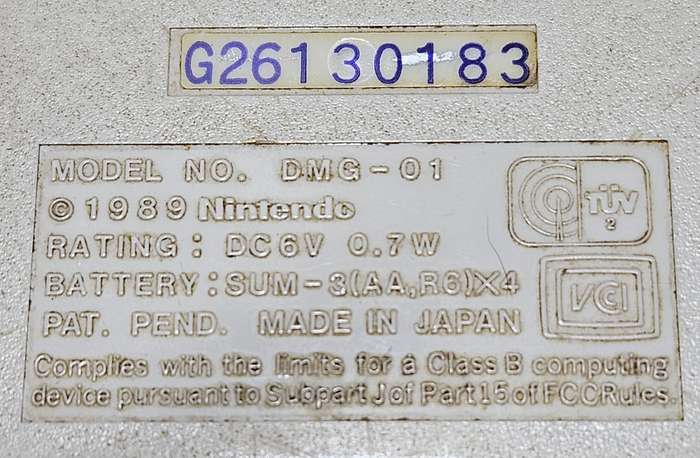 G26130183
MODEL NO. DMG-01
© 1989 Nintendo
RATING: DC6V 0.7W
BATTERY: SUM-3(AA,R6)×4
PAT. PEND. MADE IN JAPAN
Complies with the limits for a Class B computing
device pursuant to Subpart J of Part 15 of FCC Rules.
TÜV
2
VCI